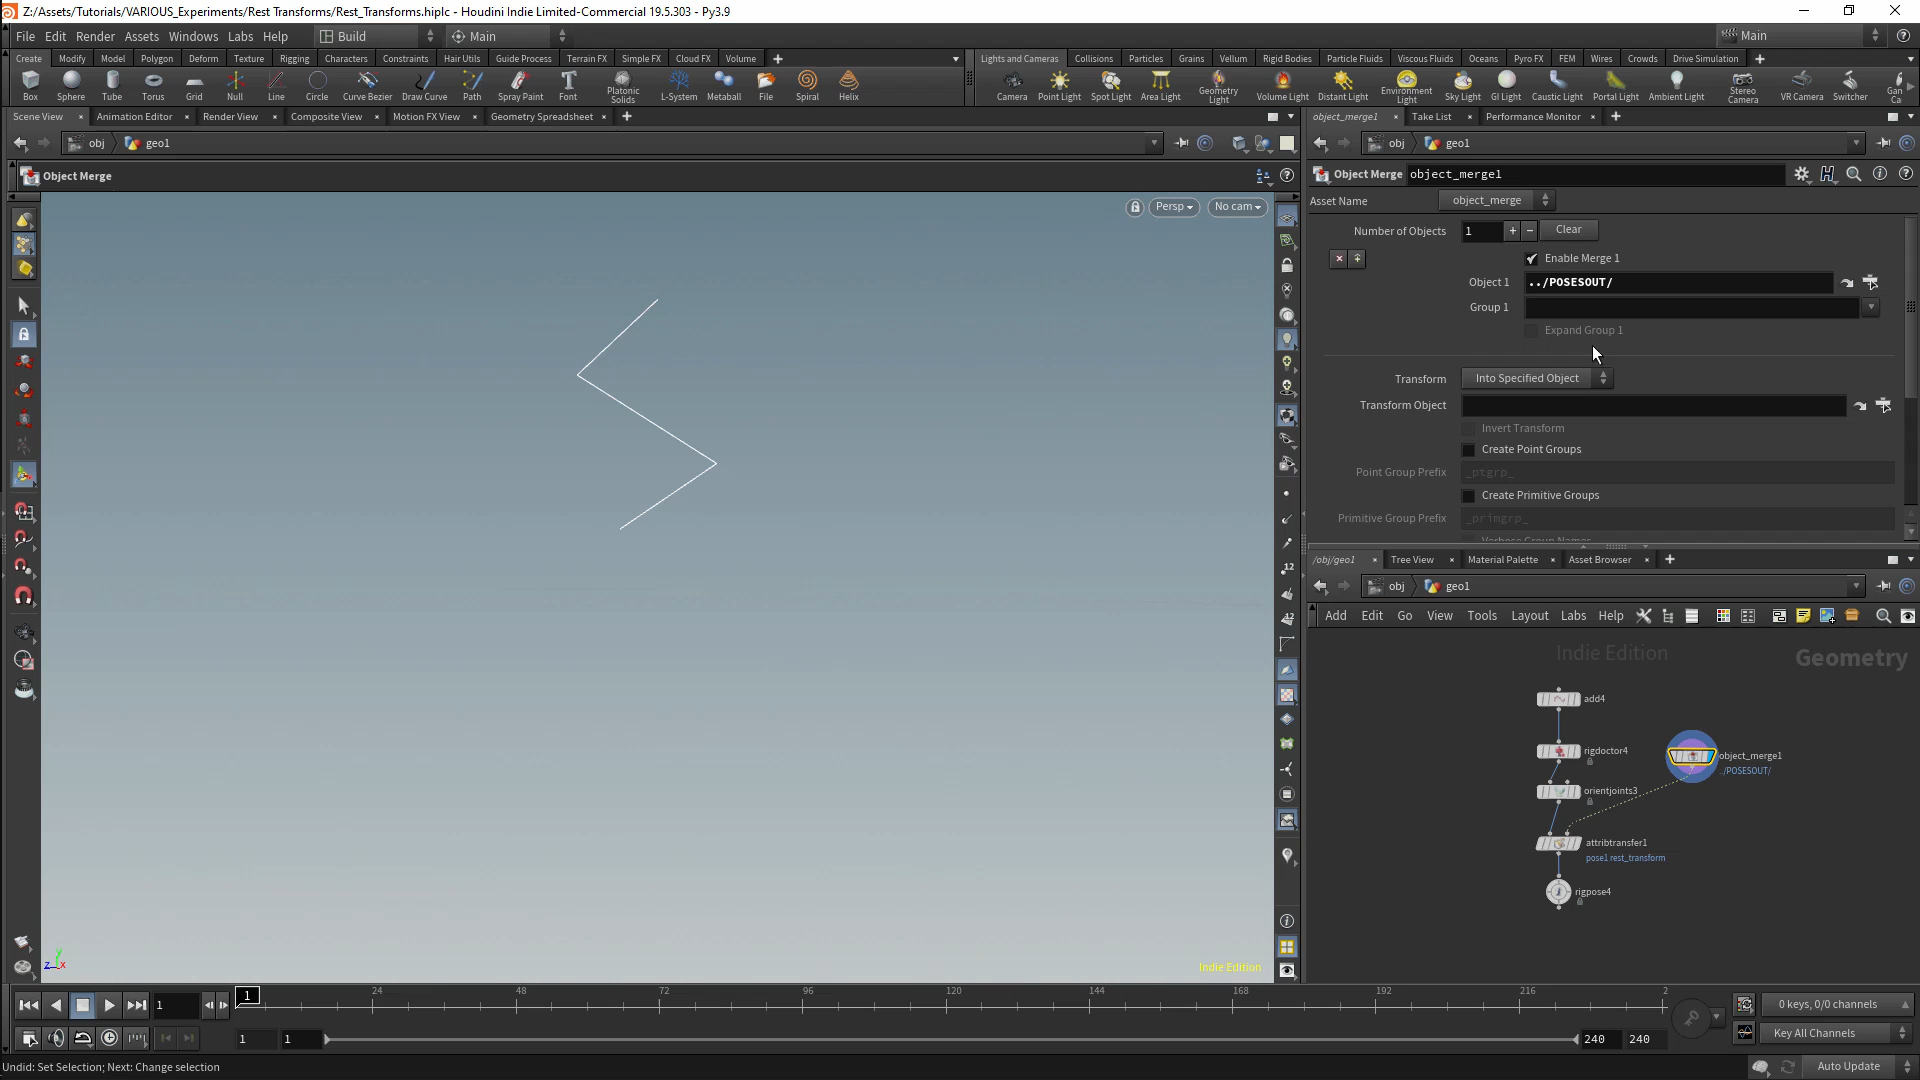 Z:/Assets/Tutorials/VARIOUS_Experiments/Rest Transforms/Rest_Transforms.hiplc - Houdini Indie Limited-Commercial 19.5.303 - Py3.9
File Edit Render Assets Windows Labs Help Build Main Main
Create Modify Model Polygon Deform Texture Rigging Characters Constraints Hair Utils Guide Process Terrain FX Simple FX Cloud FX Volume
Lights and Cameras Collisions Particles Grains Vellum Rigid Bodies Particle Fluids Viscous Fluids Oceans Pyro FX FEM Wires Crowds Drive Simulation
Box Sphere Tube Torus Grid Null Line Circle Curve Bezier Draw Curve Path Spray Paint Font Platonic Solids L-System Metaball File Spiral Helix
Camera Point Light Spot Light Area Light Geometry Light Volume Light Distant Light Environment Light Sky Light GI Light Caustic Light Portal Light Ambient Light Stereo Camera VR Camera Switcher Gan Ca
Scene View Animation Editor Render View Composite View Motion FX View Geometry Spreadsheet
object_merge1 Take List Performance Monitor
obj geo1
obj geo1
Object Merge
Persp No cam
Object Merge object_merge1
Asset Name object_merge
Number of Objects 1 + − Clear
Enable Merge 1
Object 1 ../POSESOUT/
Group 1
Expand Group 1
Transform Into Specified Object
Transform Object
Invert Transform
Create Point Groups
Point Group Prefix _ptgrp_
Create Primitive Groups
Primitive Group Prefix _primgrp_
Verbose Group Names
/obj/geo1 Tree View Material Palette Asset Browser
obj geo1
Add Edit Go View Tools Layout Labs Help
Indie Edition
Geometry
add4
rigdoctor4
object_merge1
../POSESOUT/
orientjoints3
attribtransfer1
pose1 rest_transform
rigpose4
12
12
y
z x
Indie Edition
1 1 24 48 72 96 120 144 168 192 216 2
0 keys, 0/0 channels
1 1 240 240
Key All Channels
Undid: Set Selection; Next: Change selection
Auto Update